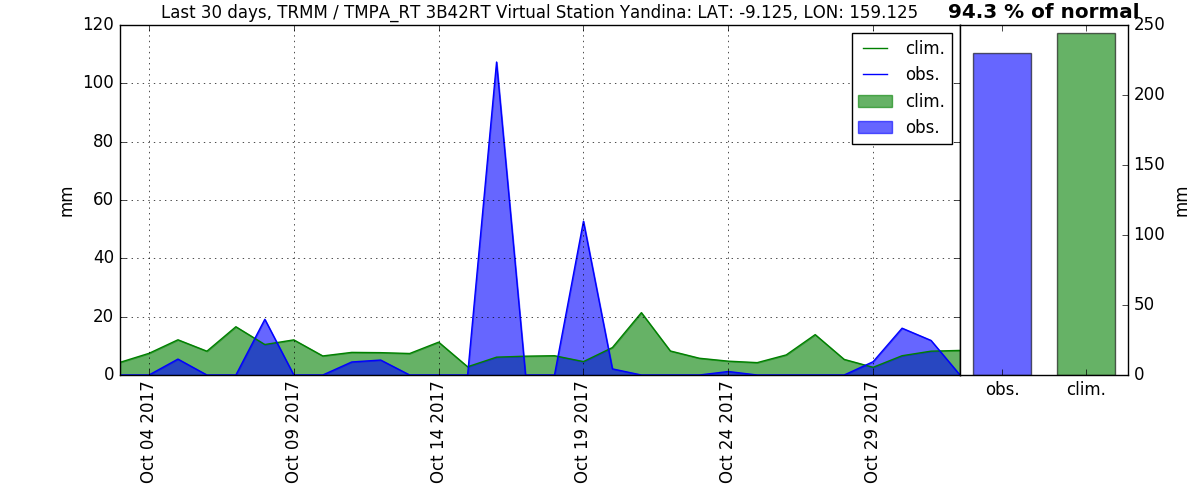 Last 30 days, TRMM / TMPA_RT 3B42RT Virtual Station Yandina: LAT: -9.125, LON: 159.125
94.3 % of normal
120
100
80
60
40
20
0
mm
clim.
obs.
clim.
obs.
250
200
150
100
50
0
mm
Oct 04 2017
Oct 09 2017
Oct 14 2017
Oct 19 2017
Oct 24 2017
Oct 29 2017
obs.
clim.